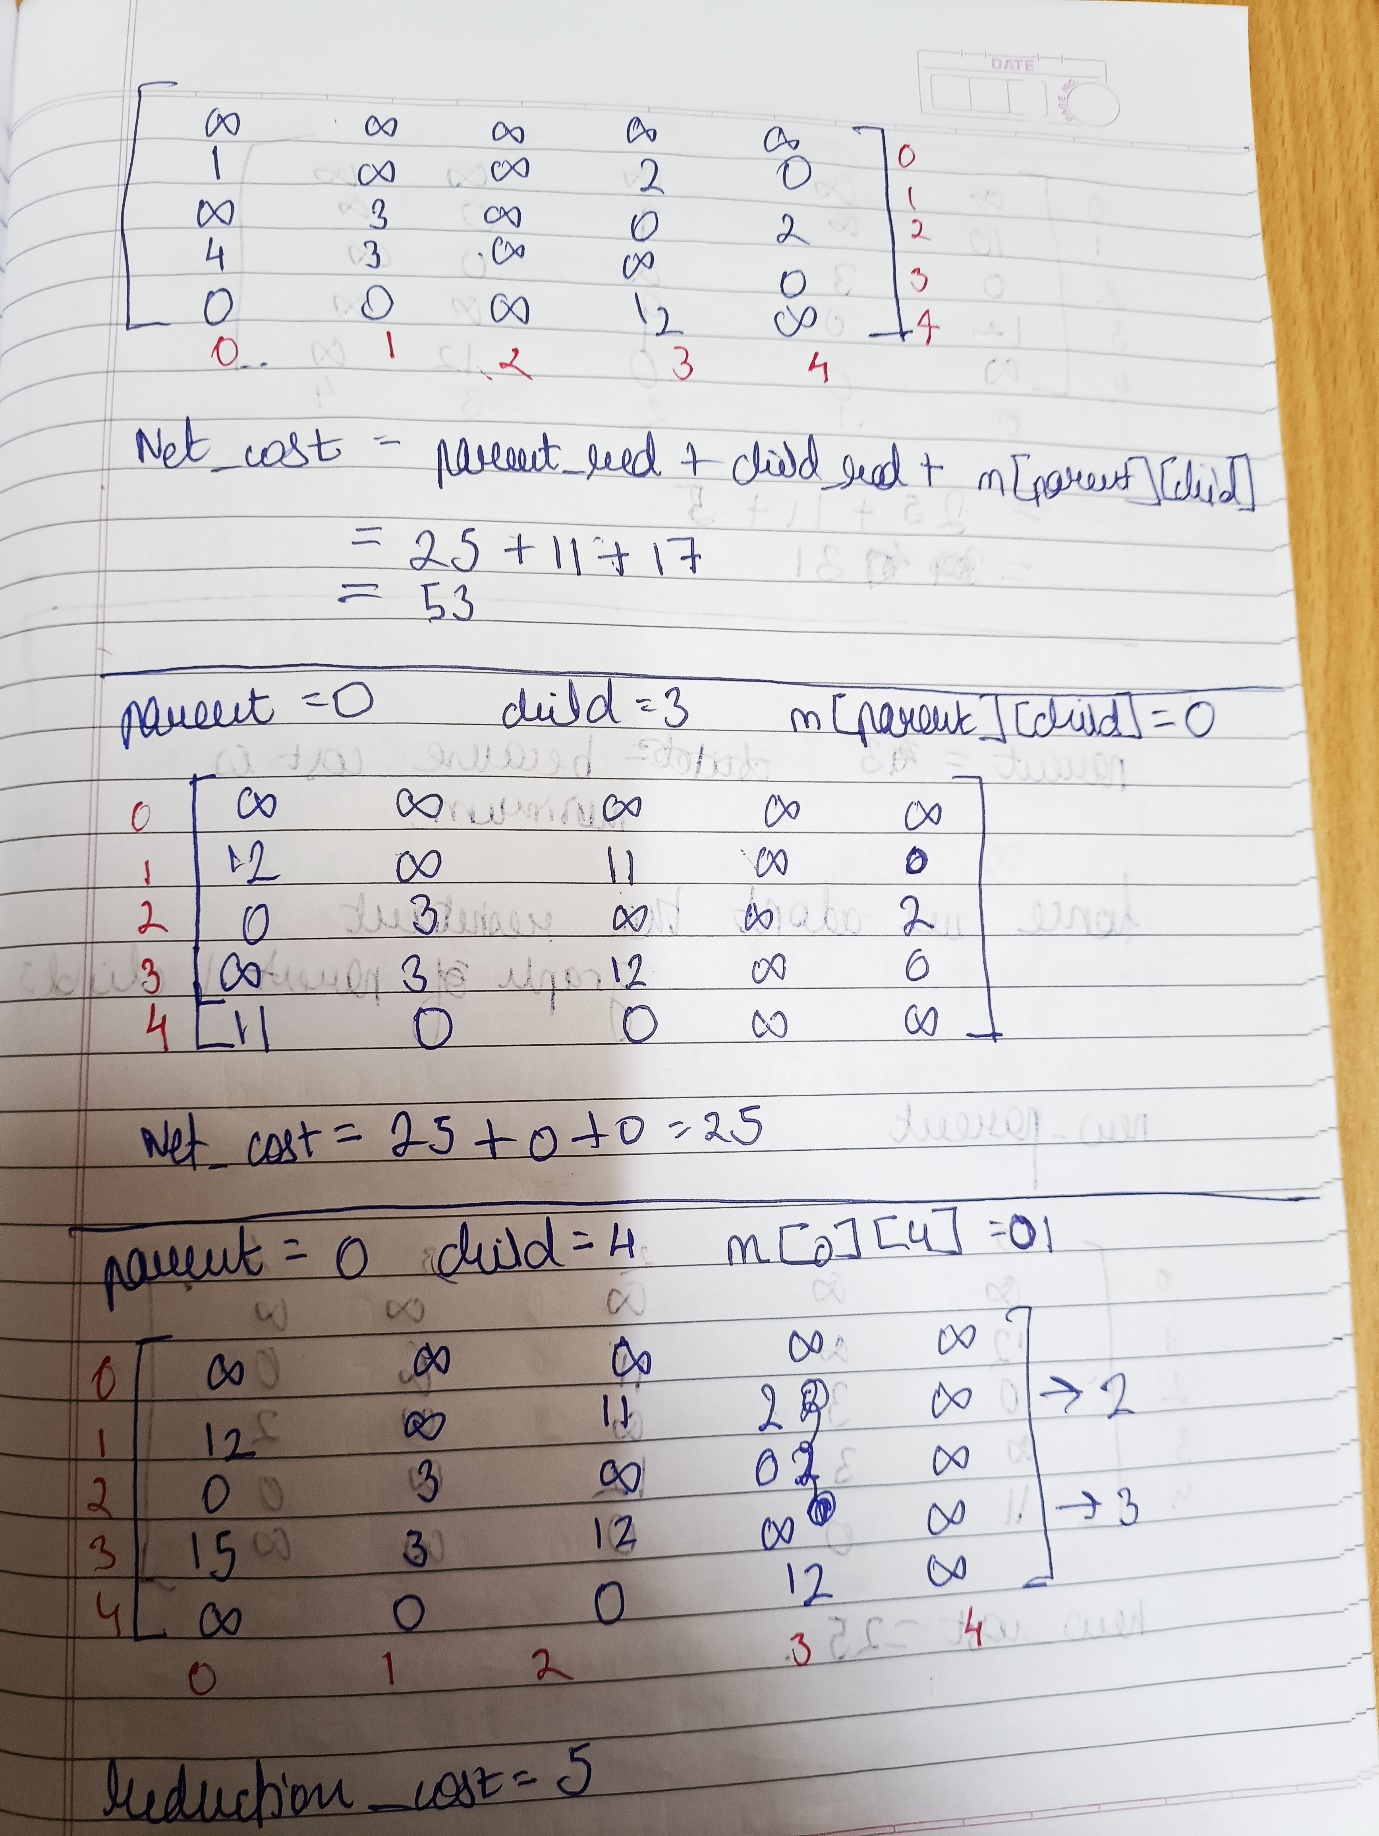 DATE
∞ ∞ ∞ ∞ ∞ 0
1 ∞ ∞ 2 0 1
∞ 3 ∞ 0 2 2
4 3 ∞ ∞ 0 3
0 0 ∞ 12 ∞ 4
0 1 2 3 4
Net_cost = parent_red + child_red + m[parent][child]
= 25 + 11 + 17
= 53
parent = 0 child = 3 m[parent][child] = 0
0 ∞ ∞ ∞ ∞ ∞
1 12 ∞ 11 ∞ 0
2 0 3 ∞ ∞ 2
3 ∞ 3 12 ∞ 0
4 11 0 0 ∞ ∞
Net_cost = 25 + 0 + 0 = 25
parent = 0 child = 4 m[0][4] = 01
0 ∞ ∞ ∞ ∞ ∞
1 12 ∞ 11 2 ∞ → 2
2 0 3 ∞ 0 ∞
3 15 3 12 ∞ ∞ → 3
4 ∞ 0 0 12 ∞
0 1 2 3 4
reduction_cost = 5